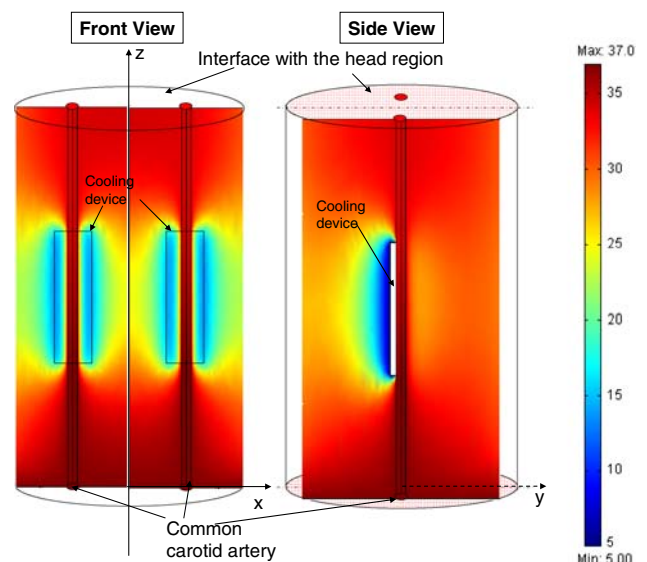 Front View
Side View
z
Interface with the head region
Max: 37.0
35
30
25
20
15
10
5
Min: 5.00
Cooling
device
Cooling
device
x
y
Common
carotid artery